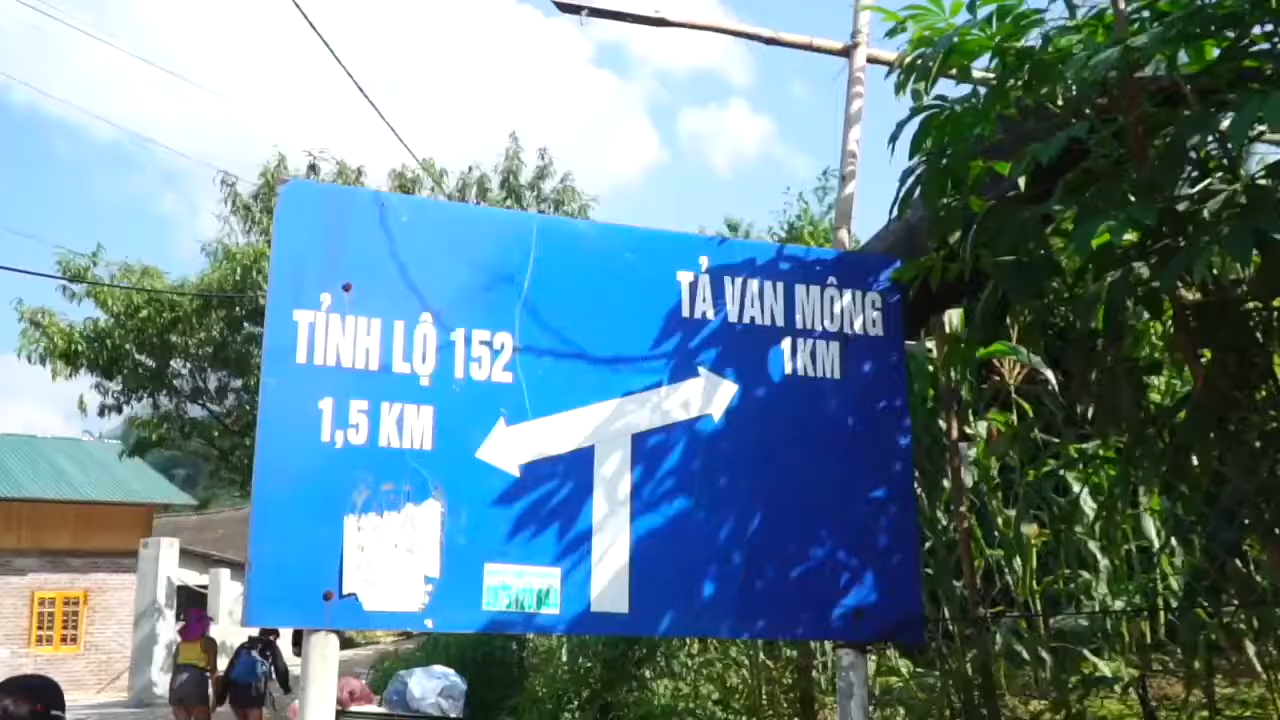 TỈNH LỘ 152
1,5 KM
TẢ VAN MÔNG
1KM